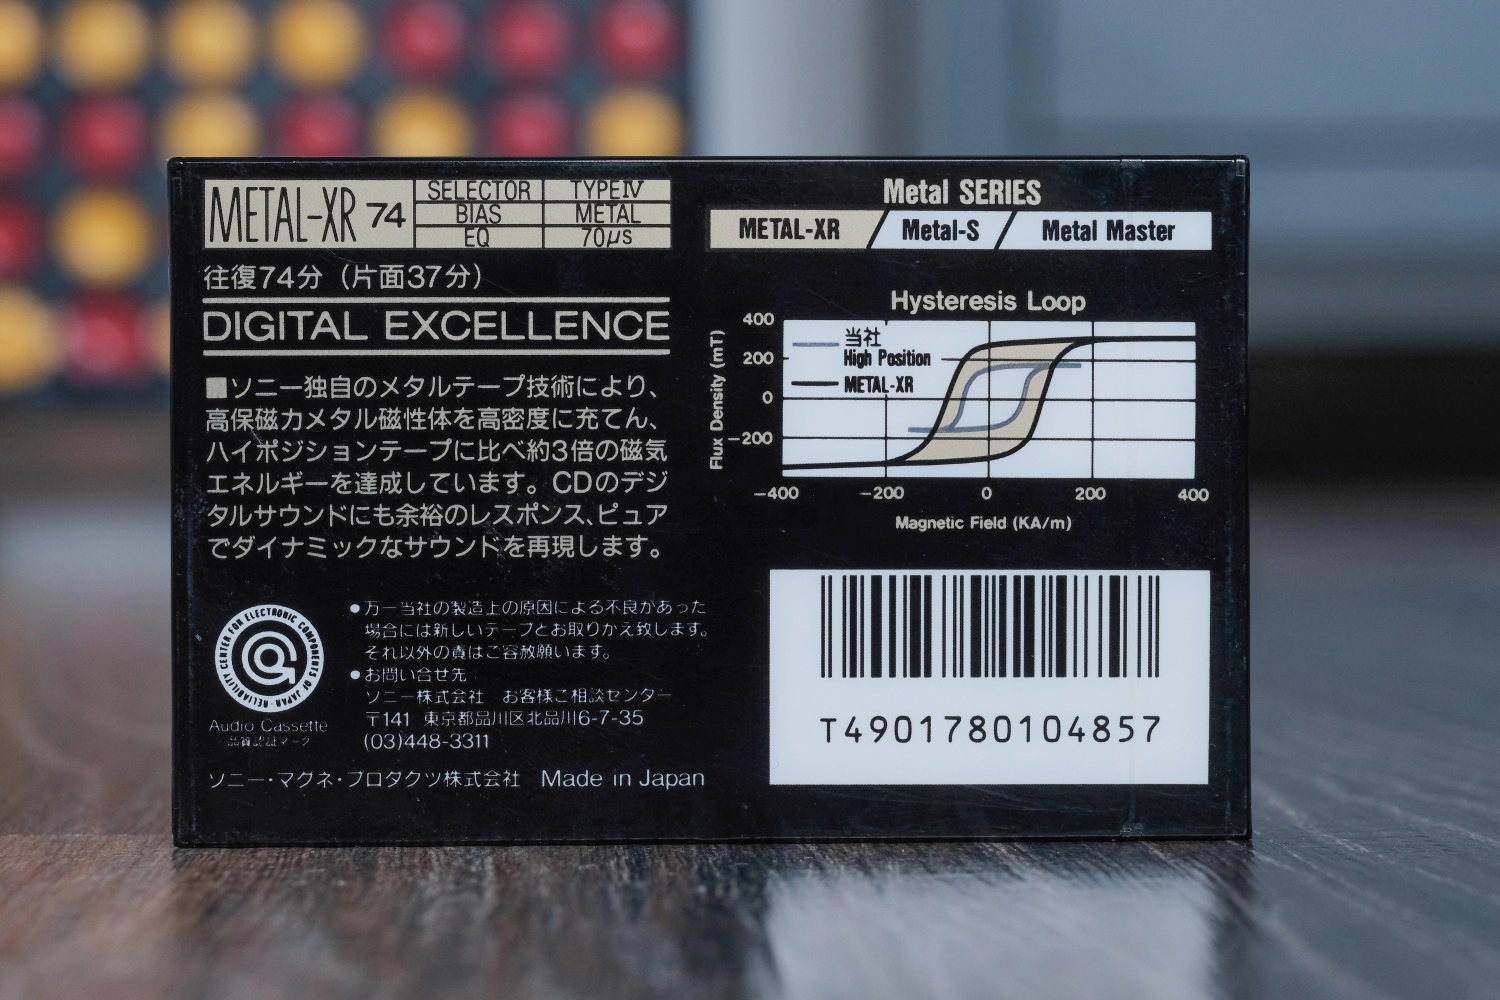 METAL-XR 74
SELECTOR TYPEⅣ
BIAS METAL
EQ 70μs
往復74分（片面37分）
DIGITAL EXCELLENCE
■ソニー独自のメタルテープ技術により、
高保磁力メタル磁性体を高密度に充てん、
ハイポジションテープに比べ約3倍の磁気
エネルギーを達成しています。CDのデジ
タルサウンドにも余裕のレスポンス、ピュア
でダイナミックなサウンドを再現します。
CENTER FOR ELECTRONIC COMPONENTS OF JAPAN・RELIABILITY
Audio Cassette
品質認証マーク
●万一当社の製造上の原因による不良があった
場合には新しいテープとお取りかえ致します。
それ以外の責はご容赦願います。
●お問い合せ先
ソニー株式会社 お客様ご相談センター
〒141 東京都品川区北品川6-7-35
(03)448-3311
ソニー・マグネ・プロダクツ株式会社 Made in Japan
Metal SERIES
METAL-XR Metal-S Metal Master
Hysteresis Loop
Flux Density (mT)
400
200
0
−200
当社
High Position
METAL-XR
−400 −200 0 200 400
Magnetic Field (KA/m)
T4901780104857